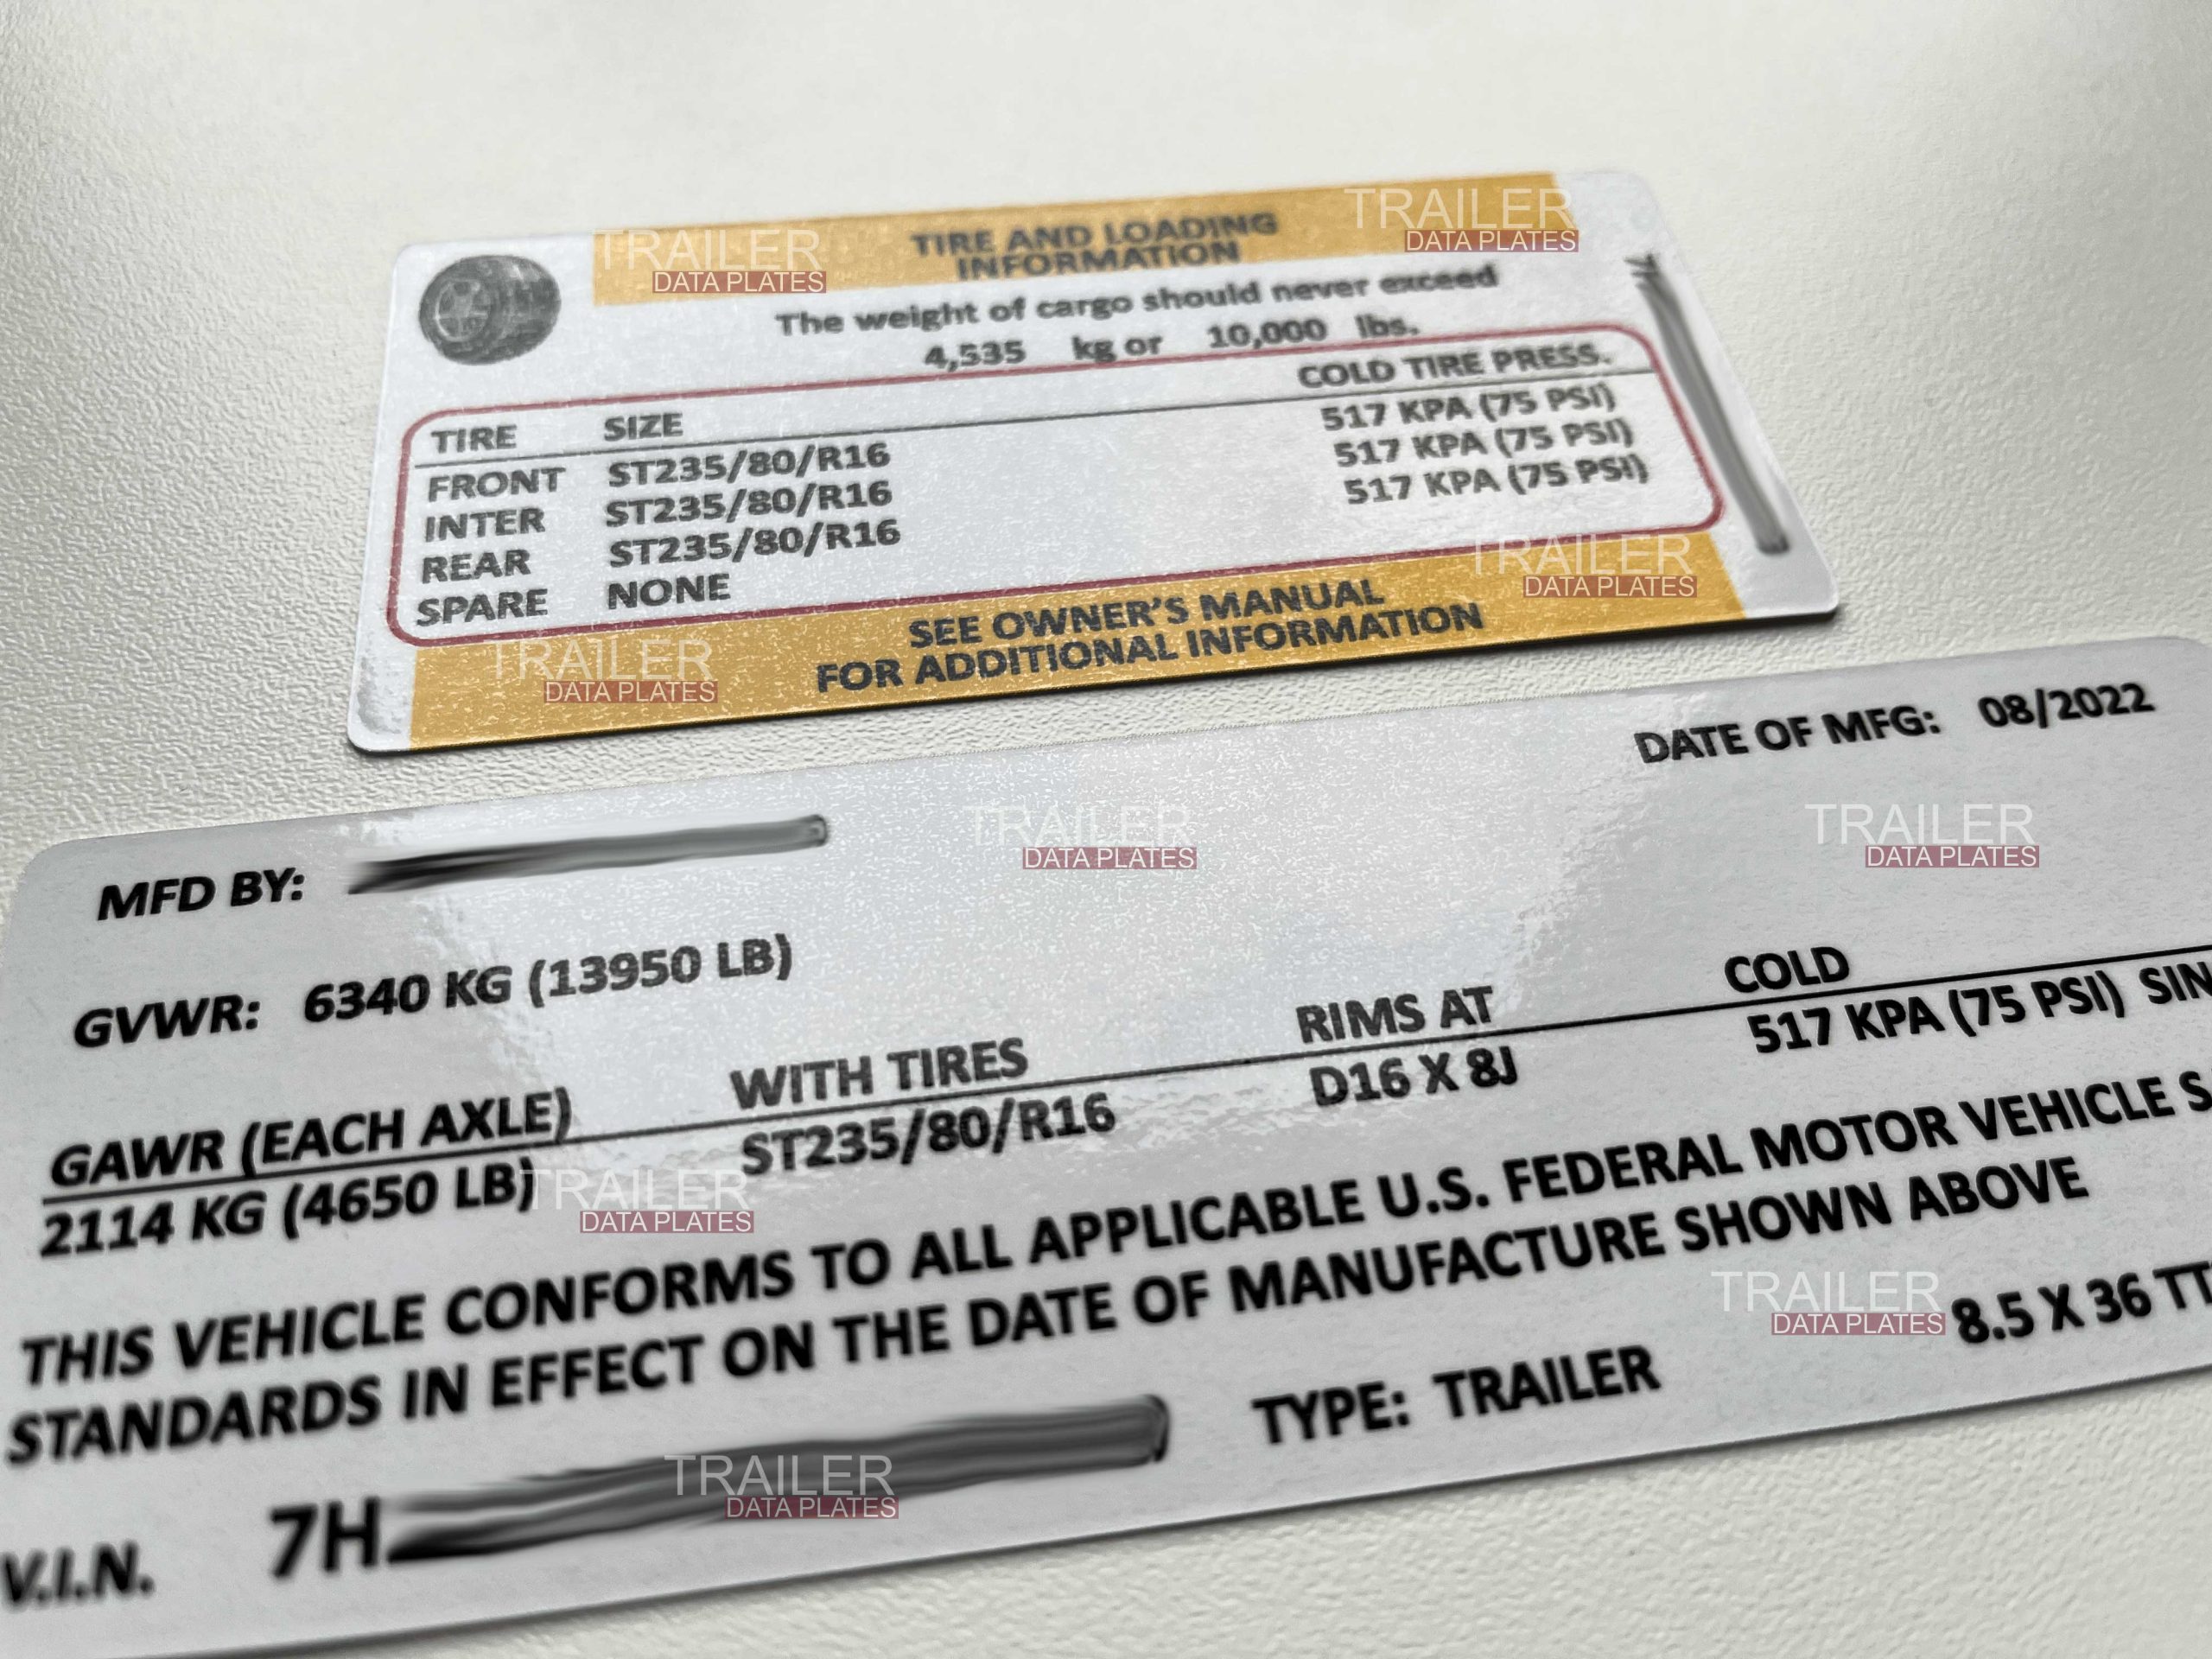 TIRE AND LOADING
INFORMATION
The weight of cargo should never exceed
4,535 kg or 10,000 lbs.
TIRE SIZE COLD TIRE PRESS.
FRONT ST235/80/R16 517 KPA (75 PSI)
INTER ST235/80/R16 517 KPA (75 PSI)
REAR ST235/80/R16 517 KPA (75 PSI)
SPARE NONE
SEE OWNER'S MANUAL
FOR ADDITIONAL INFORMATION
MFD BY: DATE OF MFG: 08/2022
GVWR: 6340 KG (13950 LB)
GAWR (EACH AXLE) WITH TIRES RIMS AT COLD
2114 KG (4650 LB) ST235/80/R16 D16 X 8J 517 KPA (75 PSI) SIN
THIS VEHICLE CONFORMS TO ALL APPLICABLE U.S. FEDERAL MOTOR VEHICLE S
STANDARDS IN EFFECT ON THE DATE OF MANUFACTURE SHOWN ABOVE
V.I.N. 7H TYPE: TRAILER 8.5 X 36 TT
TRAILER
DATA PLATES
TRAILER
DATA PLATES
TRAILER
DATA PLATES
TRAILER
DATA PLATES
TRAILER
DATA PLATES
TRAILER
DATA PLATES
TRAILER
DATA PLATES
TRAILER
DATA PLATES
TRAILER
DATA PLATES